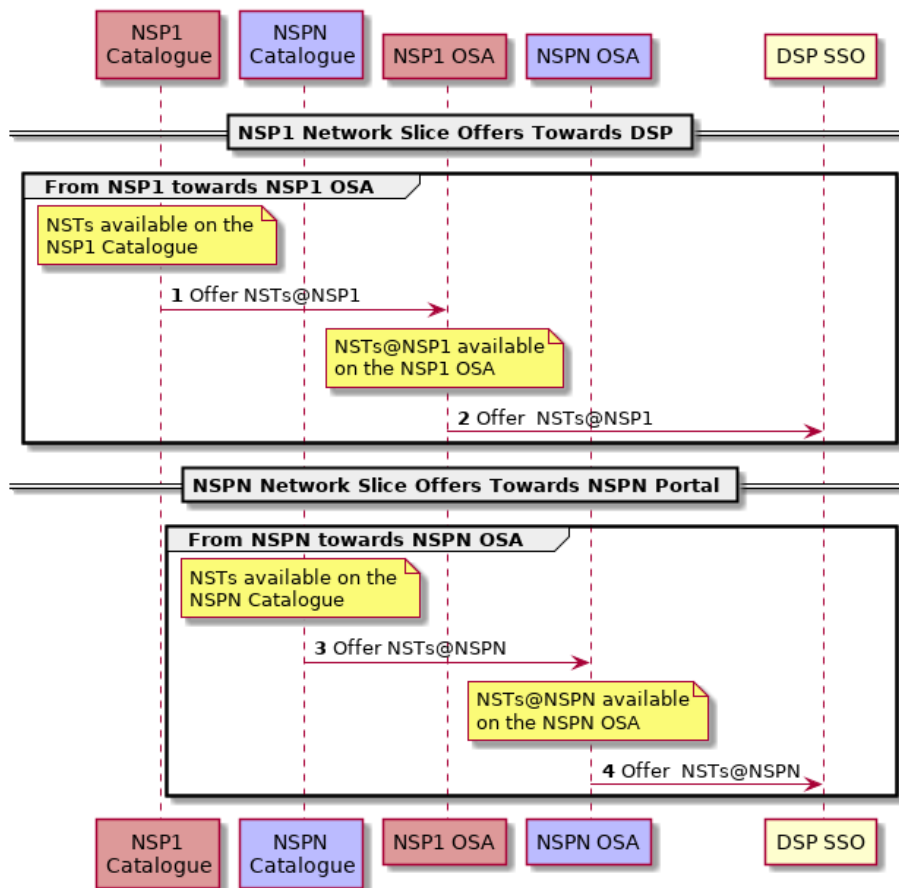 NSP1
Catalogue
NSPN
Catalogue
NSP1 OSA
NSPN OSA
DSP SSO
NSP1 Network Slice Offers Towards DSP
From NSP1 towards NSP1 OSA
NSTs available on the
NSP1 Catalogue
1 Offer NSTs@NSP1
NSTs@NSP1 available
on the NSP1 OSA
2 Offer NSTs@NSP1
NSPN Network Slice Offers Towards NSPN Portal
From NSPN towards NSPN OSA
NSTs available on the
NSPN Catalogue
3 Offer NSTs@NSPN
NSTs@NSPN available
on the NSPN OSA
4 Offer NSTs@NSPN
NSP1
Catalogue
NSPN
Catalogue
NSP1 OSA
NSPN OSA
DSP SSO